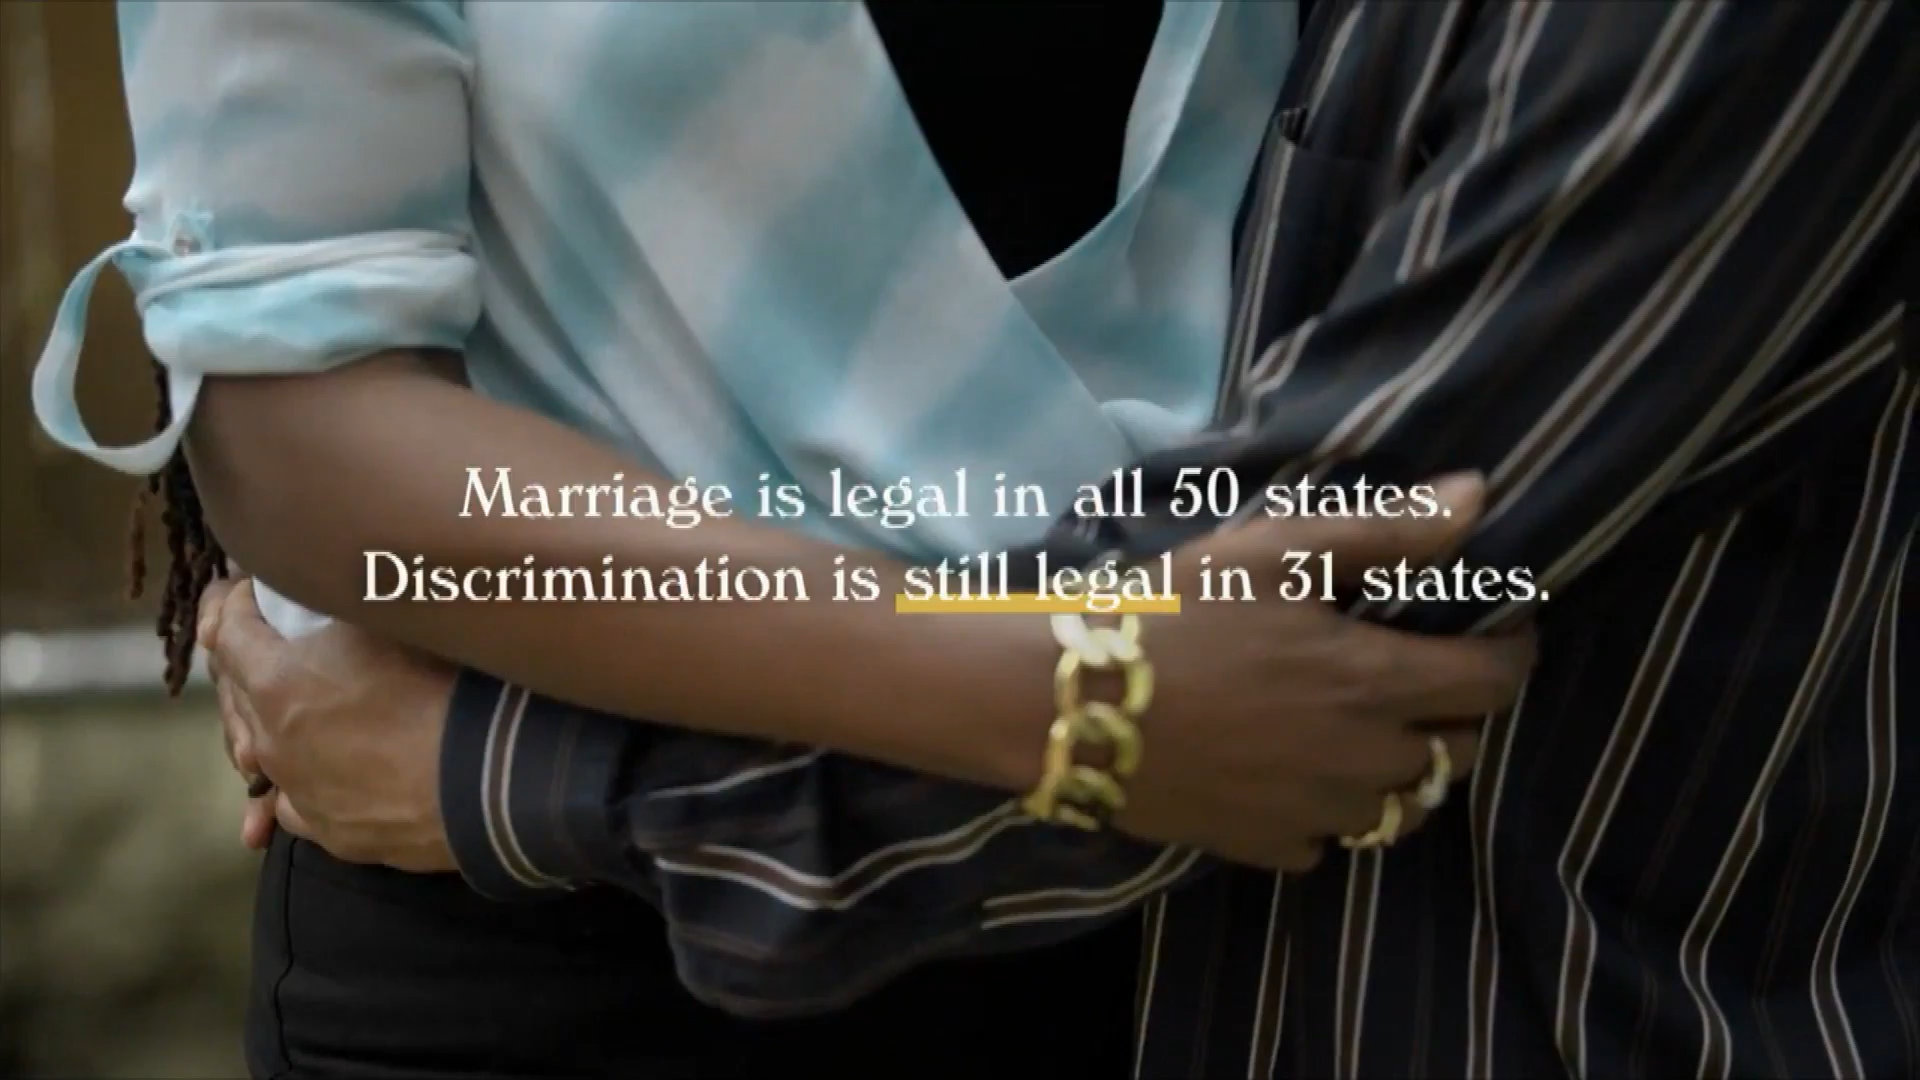 Marriage is legal in all 50 states.
Discrimination is still legal in 31 states.